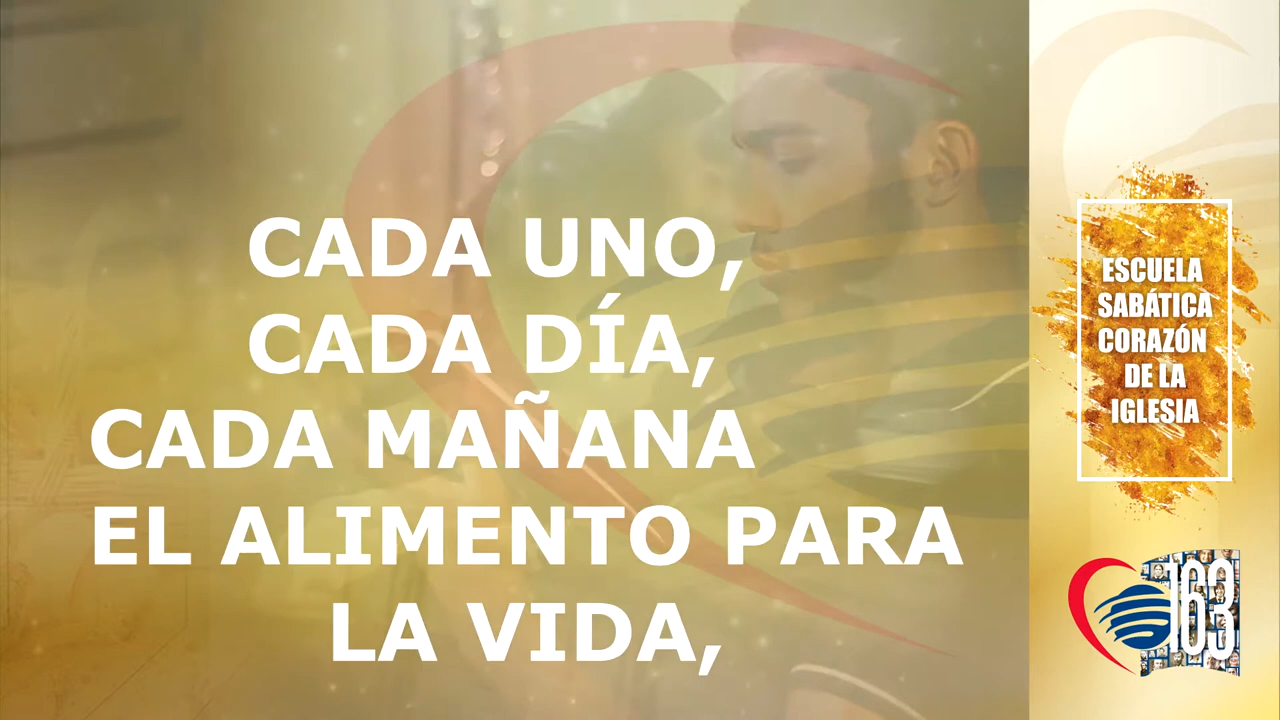 CADA UNO,
CADA DÍA,
CADA MAÑANA
EL ALIMENTO PARA
LA VIDA,
ESCUELA
SABÁTICA
CORAZÓN
DE LA
IGLESIA
163